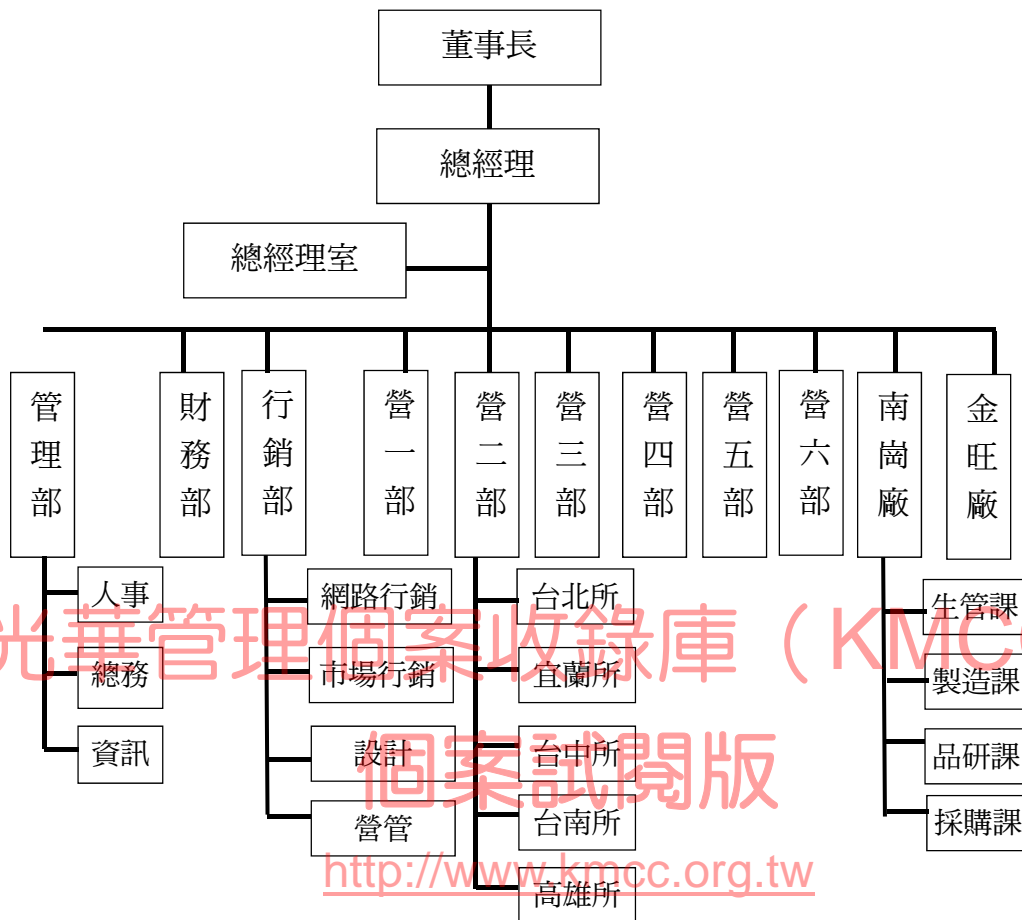 董事長
總經理
總經理室
管理部
財務部
行銷部
營一部
營二部
營三部
營四部
營五部
營六部
南崗廠
金旺廠
人事
總務
資訊
網路行銷
市場行銷
設計
營管
台北所
宜蘭所
台中所
台南所
高雄所
生管課
製造課
品研課
採購課
光華管理個案收錄庫（KMCC
個案試閱版
http://www.kmcc.org.tw